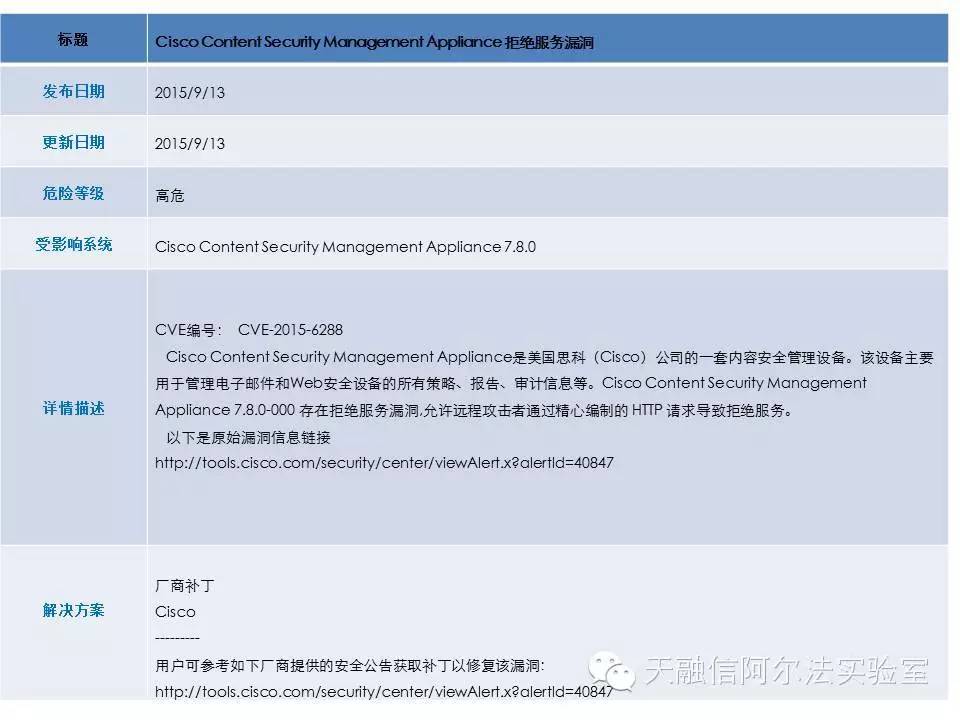 标题
Cisco Content Security Management Appliance 拒绝服务漏洞
发布日期
2015/9/13
更新日期
2015/9/13
危险等级
高危
受影响系统
Cisco Content Security Management Appliance 7.8.0
详情描述
CVE编号： CVE-2015-6288
Cisco Content Security Management Appliance是美国思科（Cisco）公司的一套内容安全管理设备。该设备主要
用于管理电子邮件和Web安全设备的所有策略、报告、审计信息等。Cisco Content Security Management
Appliance 7.8.0-000 存在拒绝服务漏洞,允许远程攻击者通过精心编制的 HTTP 请求导致拒绝服务。
以下是原始漏洞信息链接
http://tools.cisco.com/security/center/viewAlert.x?alertId=40847
解决方案
厂商补丁
Cisco
---------
用户可参考如下厂商提供的安全公告获取补丁以修复该漏洞:
http://tools.cisco.com/security/center/viewAlert.x?alertId=40847
天融信阿尔法实验室